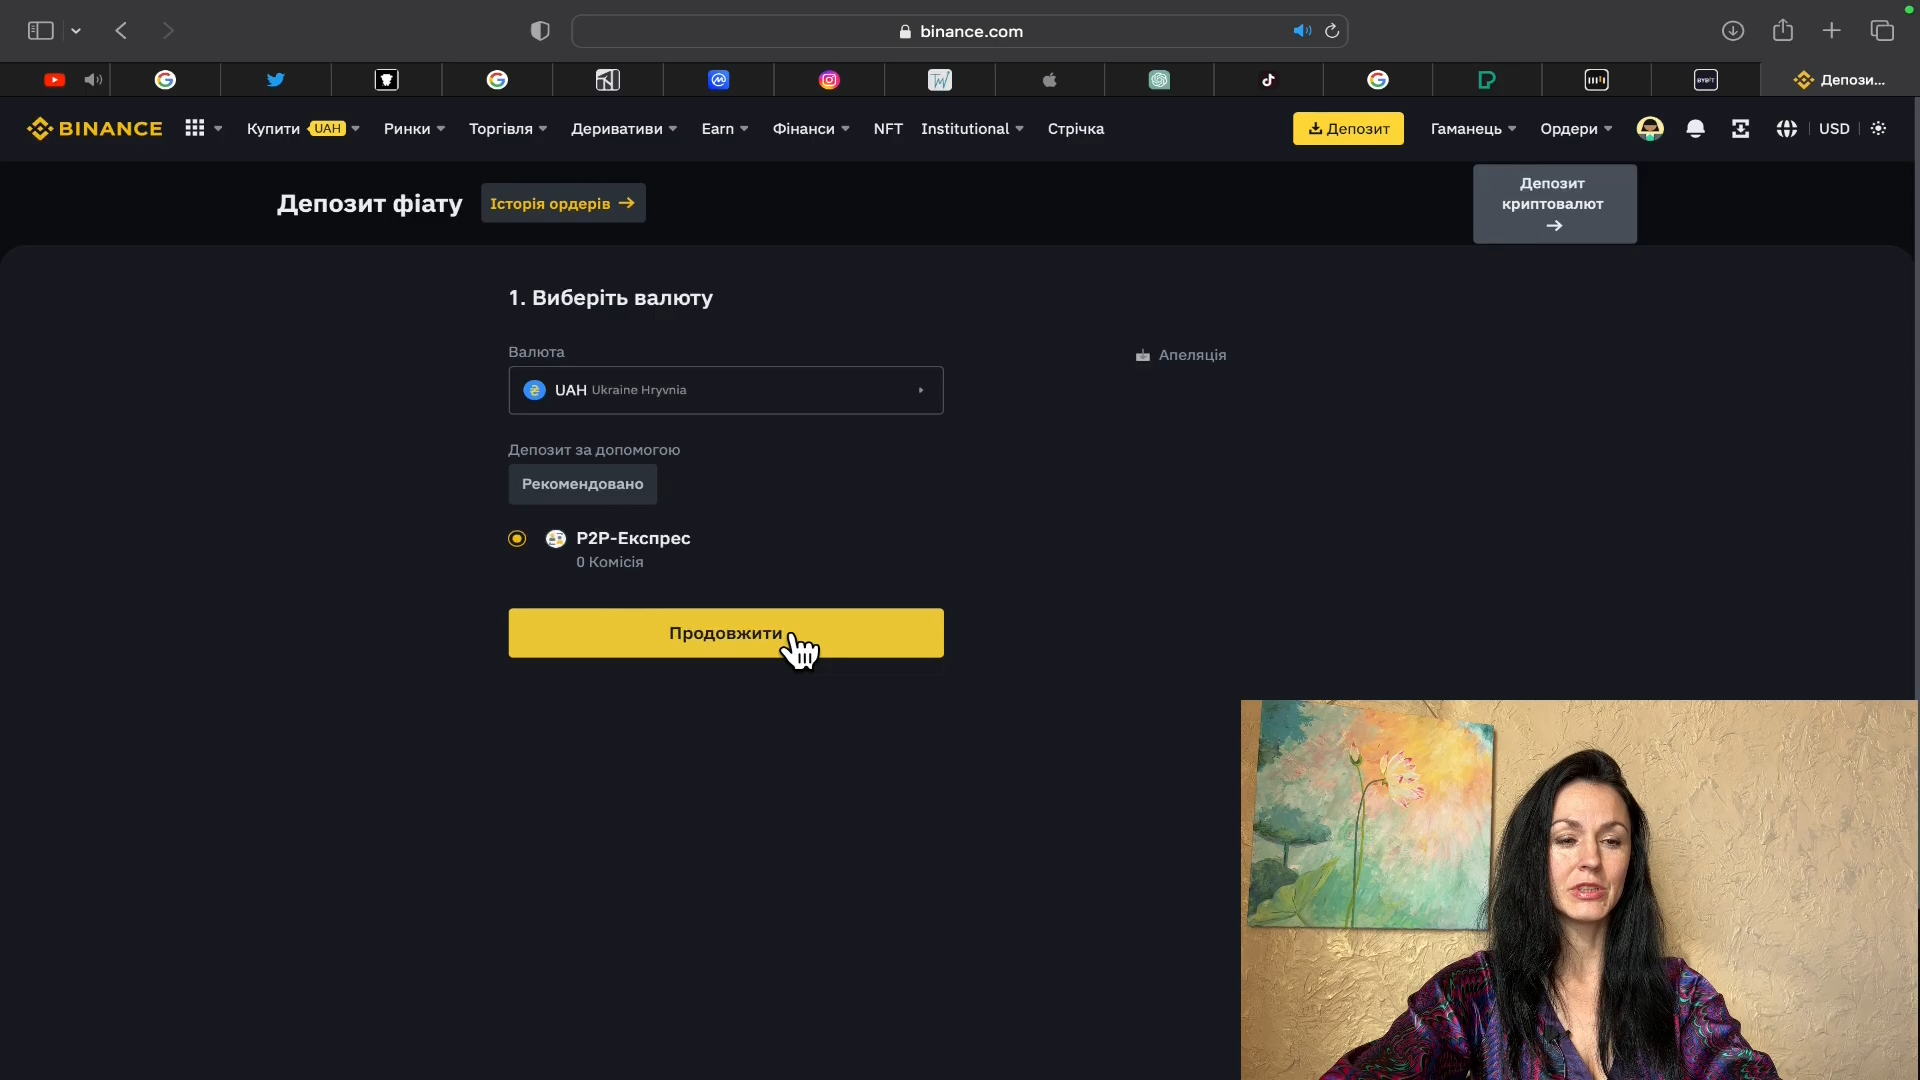 binance.com
Депози...
BINANCE
Купити UAH
Ринки
Торгівля
Деривативи
Earn
Фінанси
NFT
Institutional
Стрічка
Депозит
Гаманець
Ордери
USD
Депозит фіату
Історія ордерів →
Депозит
криптовалют
→
1. Виберіть валюту
Валюта
UAH Ukraine Hryvnia
Апеляція
Депозит за допомогою
Рекомендовано
P2P-Експрес
0 Комісія
Продовжити